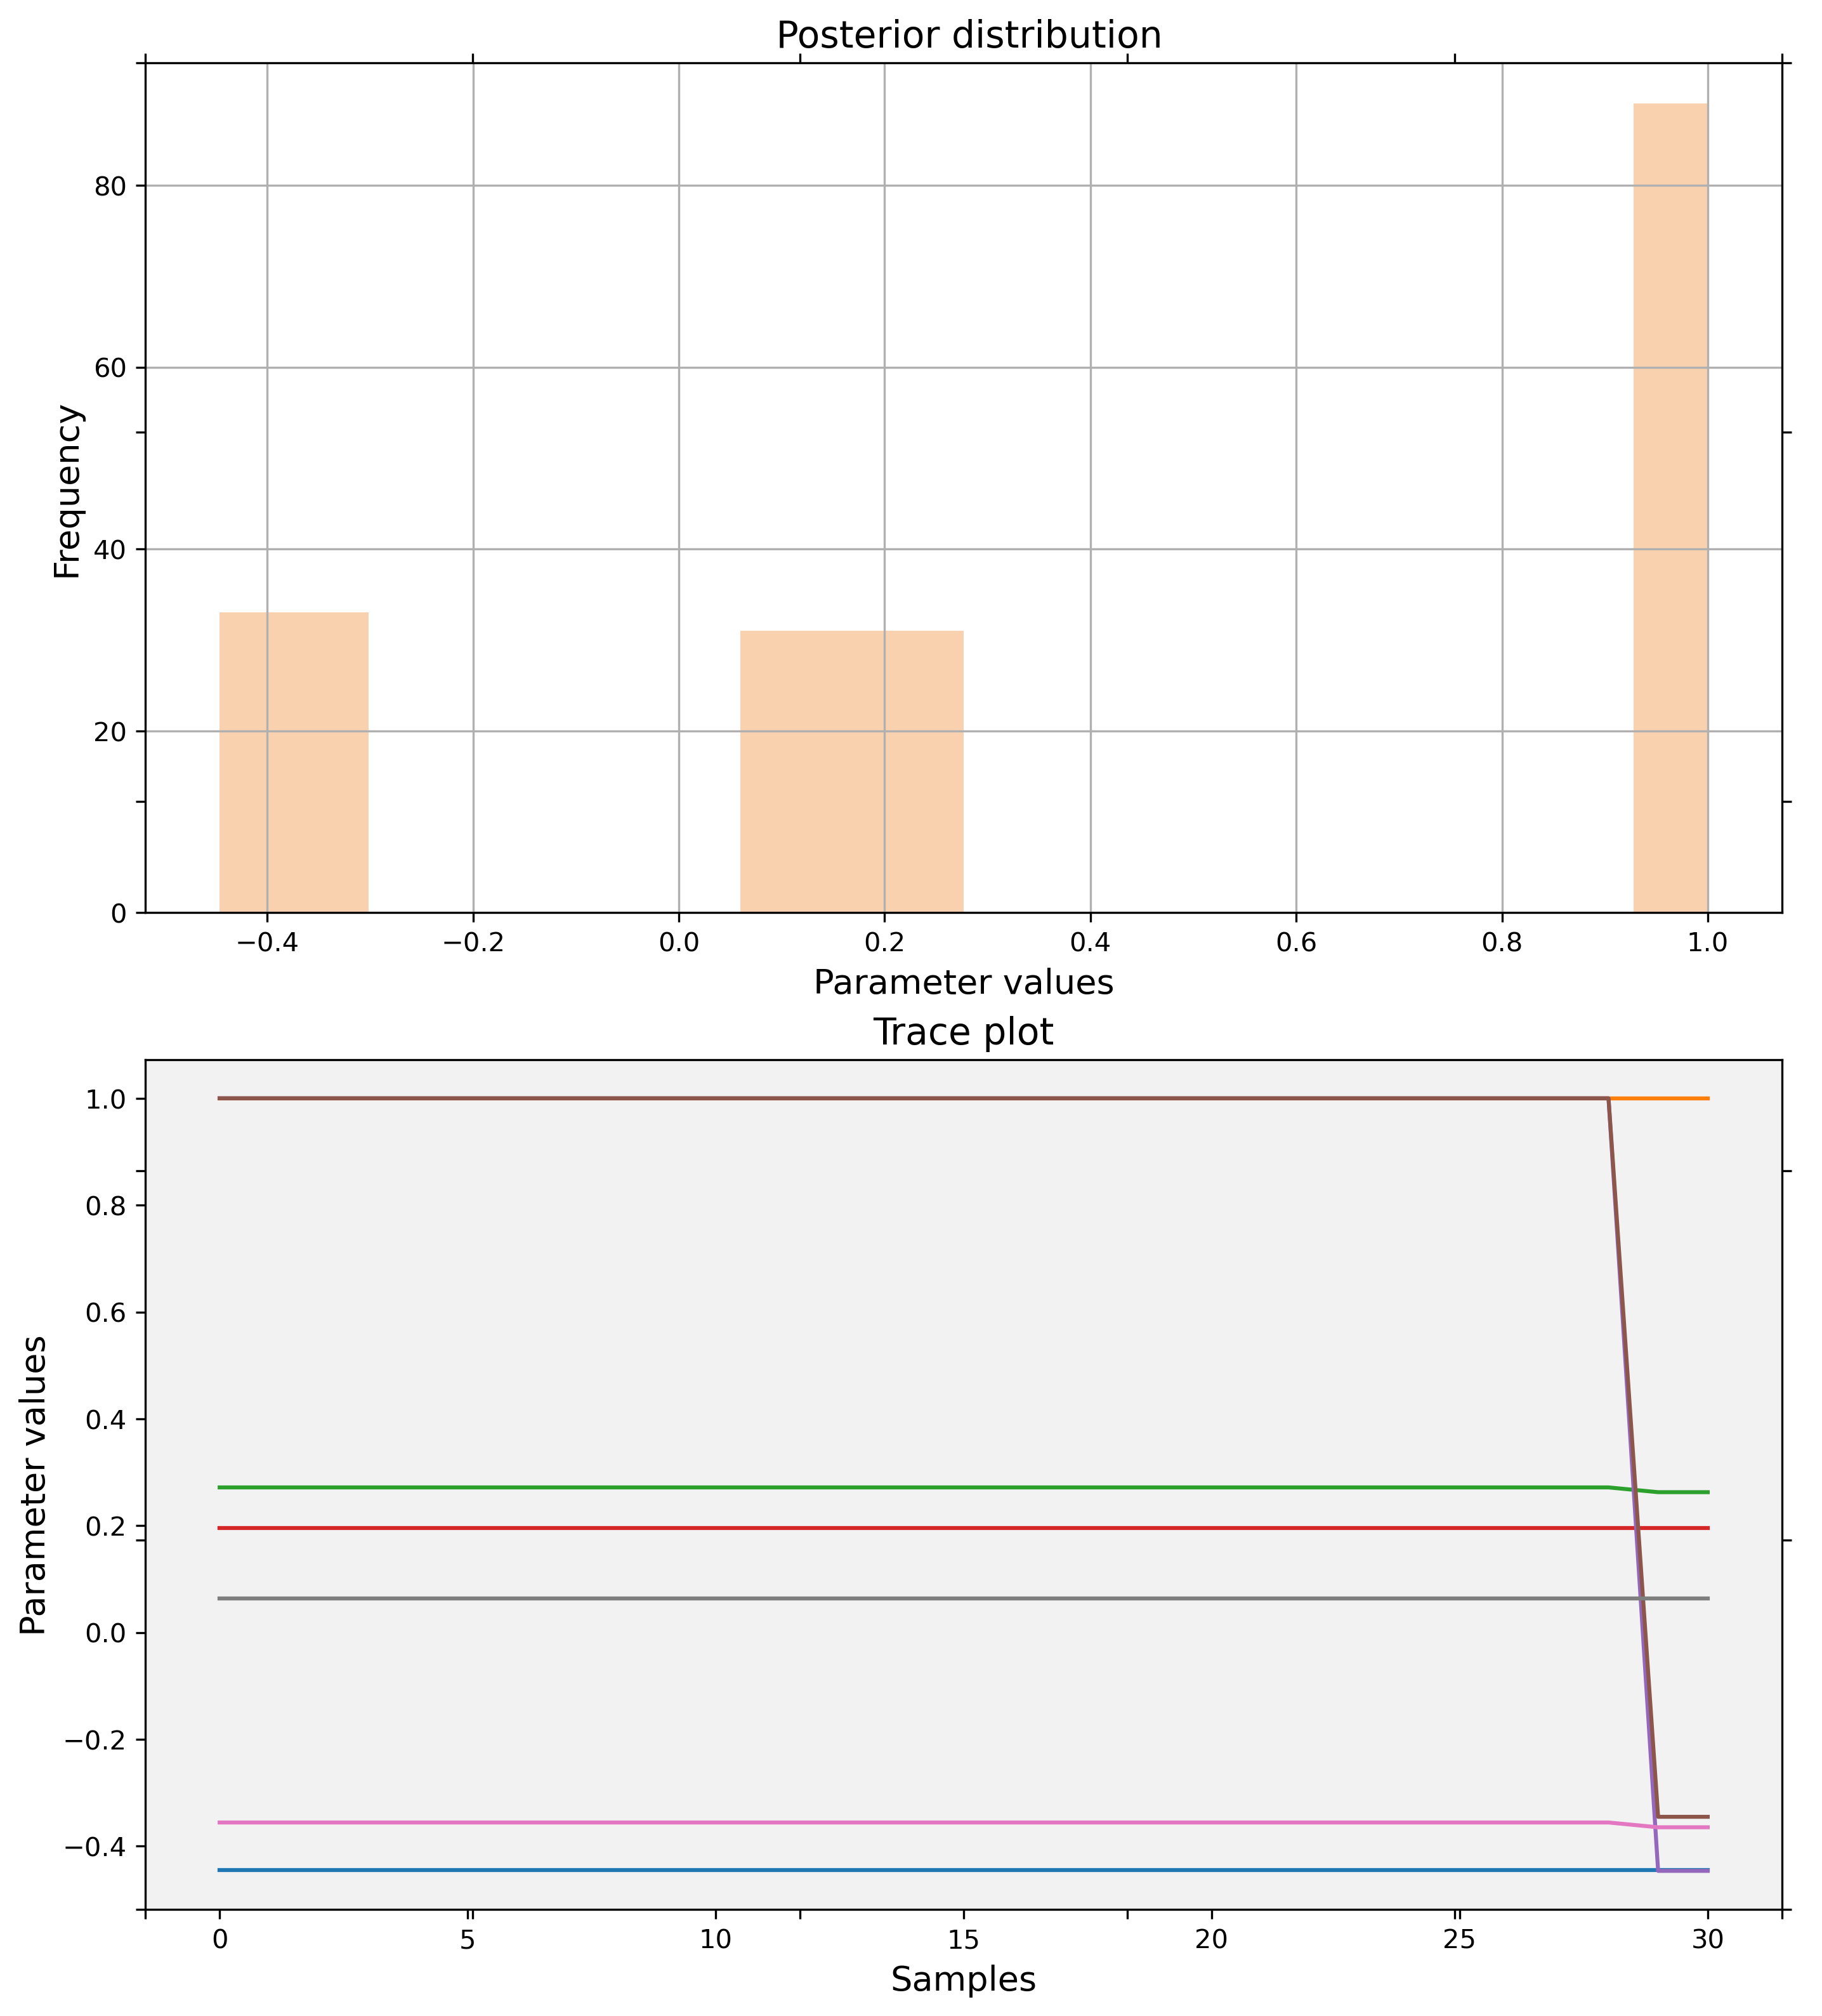 Posterior distribution
80
60
40
20
0
Frequency
−0.4 −0.2 0.0 0.2 0.4 0.6 0.8 1.0
Parameter values
Trace plot
1.0
0.8
0.6
0.4
0.2
0.0
−0.2
−0.4
Parameter values
0 5 10 15 20 25 30
Samples